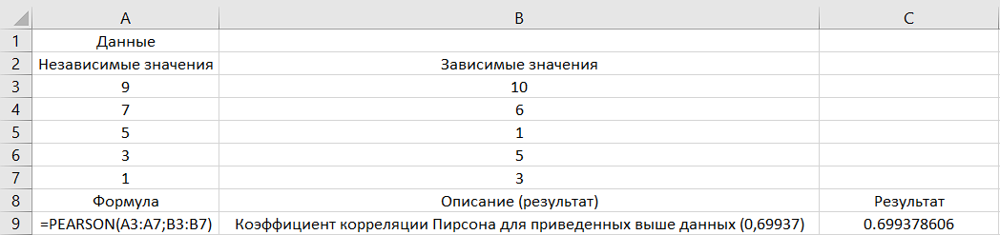 A B C
1 Данные
2 Независимые значения Зависимые значения
3 9 10
4 7 6
5 5 1
6 3 5
7 1 3
8 Формула Описание (результат) Результат
9 =PEARSON(A3:A7;B3:B7) Коэффициент корреляции Пирсона для приведенных выше данных (0,69937) 0.699378606